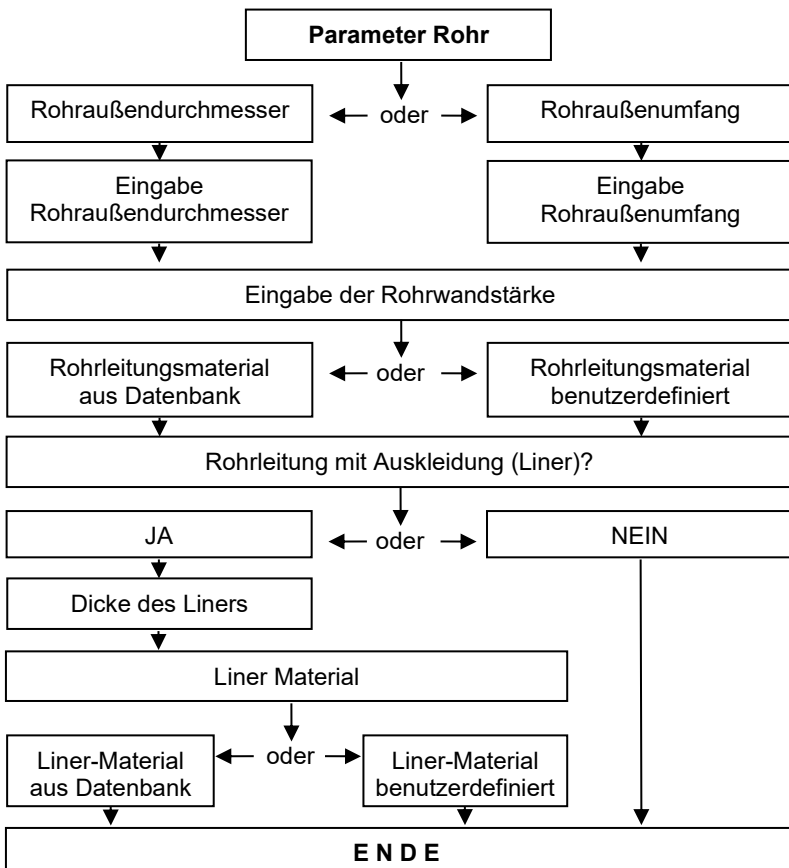 Parameter Rohr
Rohraußendurchmesser
oder
Rohraußenumfang
Eingabe
Rohraußendurchmesser
Eingabe
Rohraußenumfang
Eingabe der Rohrwandstärke
Rohrleitungsmaterial
aus Datenbank
oder
Rohrleitungsmaterial
benutzerdefiniert
Rohrleitung mit Auskleidung (Liner)?
JA
oder
NEIN
Dicke des Liners
Liner Material
Liner-Material
aus Datenbank
oder
Liner-Material
benutzerdefiniert
E N D E